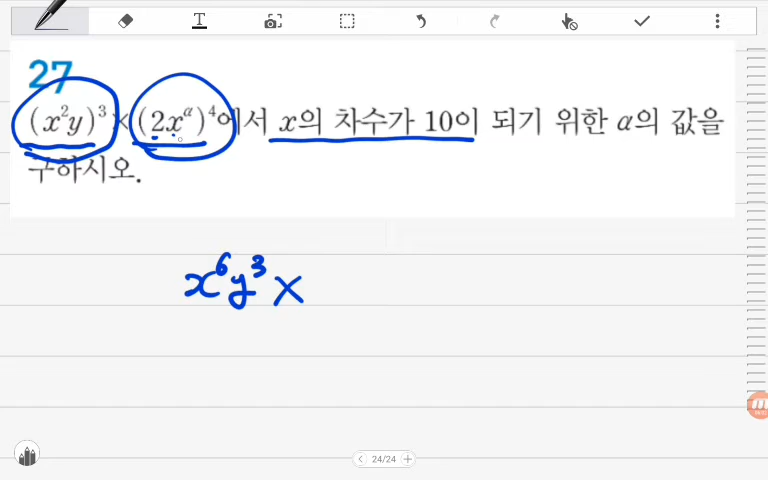 T
27
(x²y)³×(2xᵃ)⁴에서 x의 차수가 10이 되기 위한 a의 값을
구하시오.
x⁶y³×
24/24